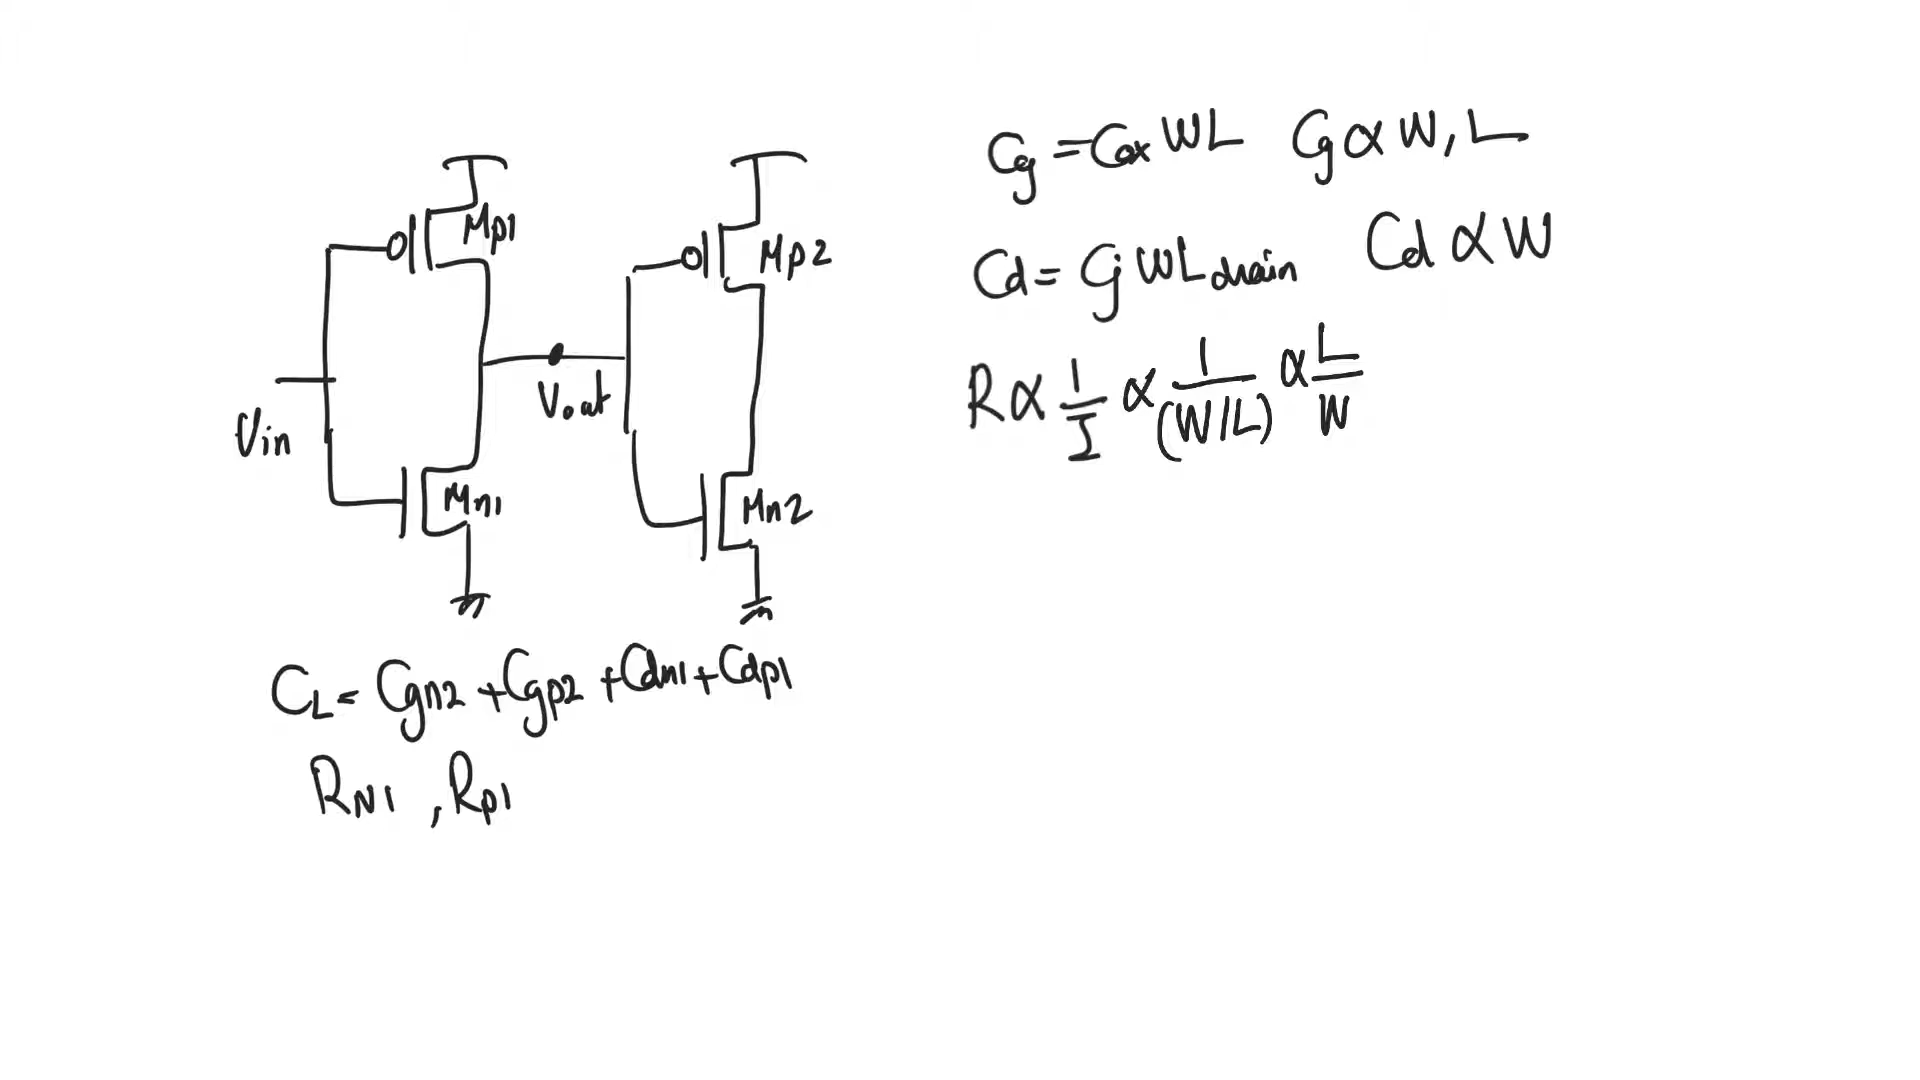 Cg = Cox WL   Cg α W, L
Cd = Cj W Ldrain   Cd α W
R α 1/I α 1/(W/L) α L/W
Mp1
Mp2
Vin
Vout
Mn1
Mn2
CL = Cgn2 + Cgp2 + Cdn1 + Cdp1
RN1 , Rp1